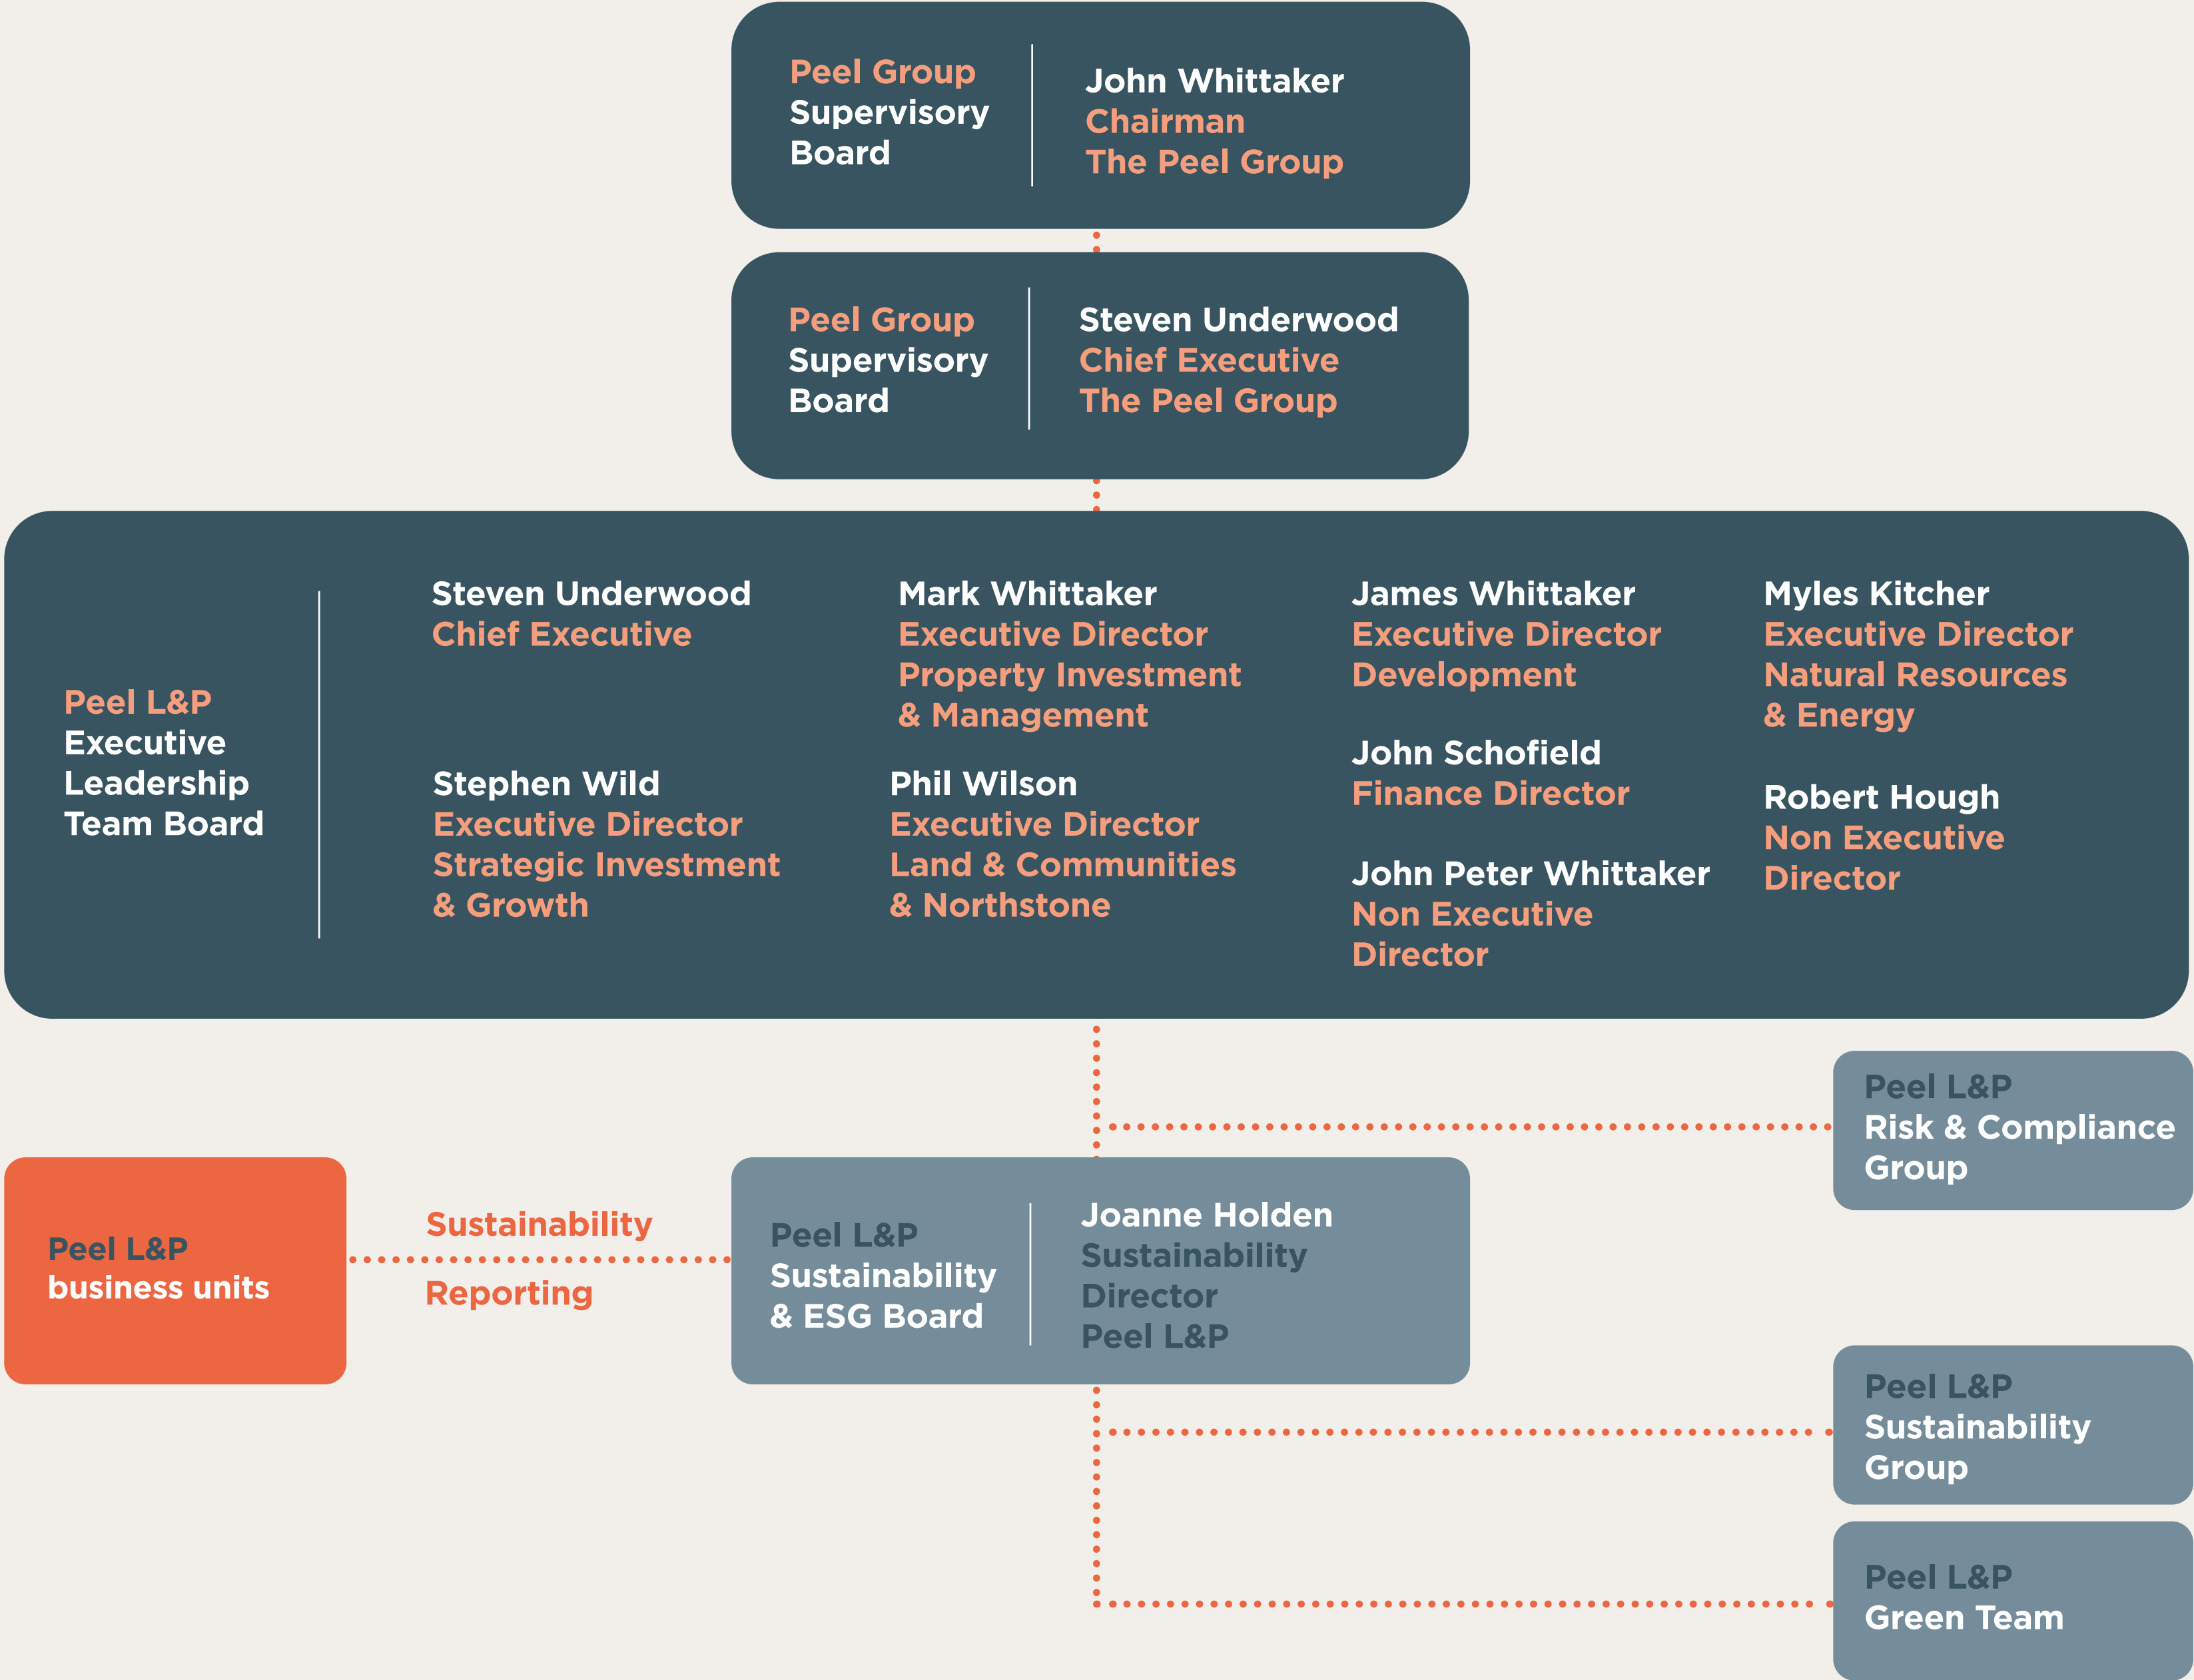 Peel Group
Supervisory
Board
John Whittaker
Chairman
The Peel Group
Peel Group
Supervisory
Board
Steven Underwood
Chief Executive
The Peel Group
Peel L&P
Executive
Leadership
Team Board
Steven Underwood
Chief Executive
Stephen Wild
Executive Director
Strategic Investment
& Growth
Mark Whittaker
Executive Director
Property Investment
& Management
Phil Wilson
Executive Director
Land & Communities
& Northstone
James Whittaker
Executive Director
Development
John Schofield
Finance Director
John Peter Whittaker
Non Executive
Director
Myles Kitcher
Executive Director
Natural Resources
& Energy
Robert Hough
Non Executive
Director
Peel L&P
Risk & Compliance
Group
Peel L&P
business units
Sustainability
Reporting
Peel L&P
Sustainability
& ESG Board
Joanne Holden
Sustainability
Director
Peel L&P
Peel L&P
Sustainability
Group
Peel L&P
Green Team